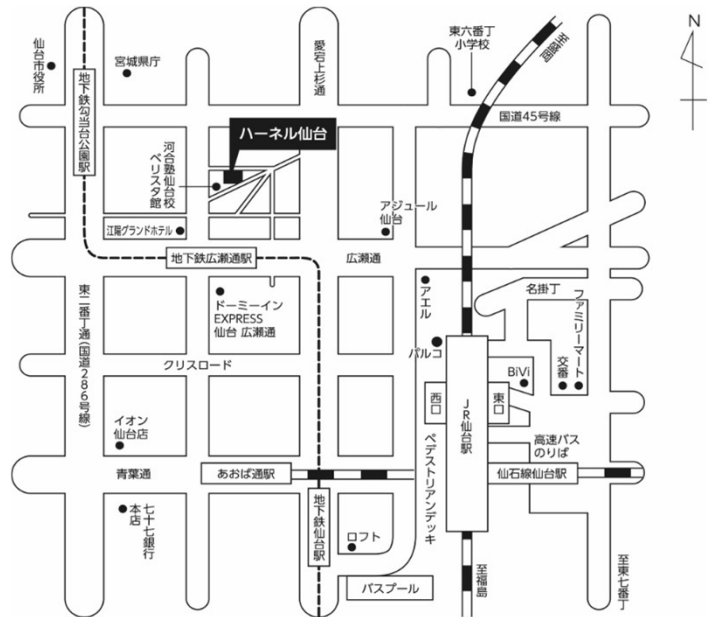 仙台
市役所
宮城県庁
地下鉄勾当台公園駅
愛宕上杉通
東六番丁
小学校
至盛岡
N
国道45号線
ハーネル仙台
河合塾仙台校
ベリスタ館
江陽グランドホテル
アジュール
仙台
地下鉄広瀬通駅
広瀬通
東二番丁通(国道286号線)
ドーミーイン
EXPRESS
仙台 広瀬通
アエル
名掛丁
ファミリーマート
交番
パルコ
クリスロード
BiVi
西口
JR仙台駅
東口
イオン
仙台店
ペデストリアンデッキ
高速バス
のりば
青葉通
あおば通駅
仙石線仙台駅
七十七銀行
本店
地下鉄仙台駅
ロフト
バスプール
至福島
至東七番丁